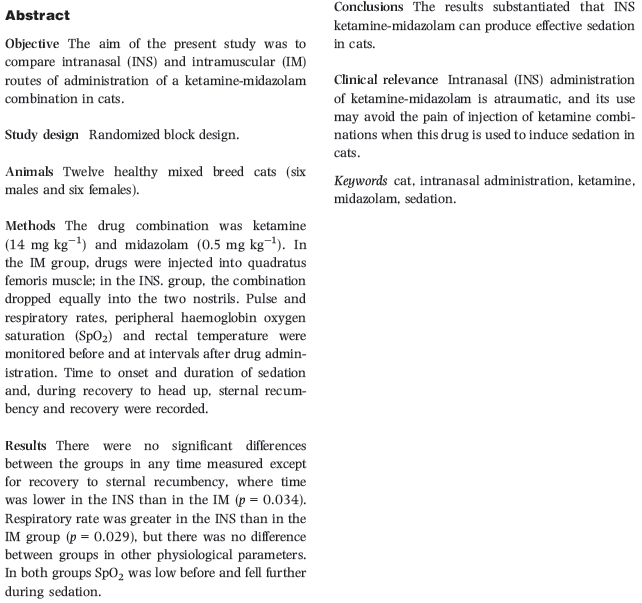 Abstract
Objective The aim of the present study was to
compare intranasal (INS) and intramuscular (IM)
routes of administration of a ketamine-midazolam
combination in cats.
Study design Randomized block design.
Animals Twelve healthy mixed breed cats (six
males and six females).
Methods The drug combination was ketamine
(14 mg kg⁻¹) and midazolam (0.5 mg kg⁻¹). In
the IM group, drugs were injected into quadratus
femoris muscle; in the INS. group, the combination
dropped equally into the two nostrils. Pulse and
respiratory rates, peripheral haemoglobin oxygen
saturation (SpO₂) and rectal temperature were
monitored before and at intervals after drug admin-
istration. Time to onset and duration of sedation
and, during recovery to head up, sternal recum-
bency and recovery were recorded.
Results There were no significant differences
between the groups in any time measured except
for recovery to sternal recumbency, where time
was lower in the INS than in the IM (p = 0.034).
Respiratory rate was greater in the INS than in the
IM group (p = 0.029), but there was no difference
between groups in other physiological parameters.
In both groups SpO₂ was low before and fell further
during sedation.
Conclusions The results substantiated that INS
ketamine-midazolam can produce effective sedation
in cats.
Clinical relevance Intranasal (INS) administration
of ketamine-midazolam is atraumatic, and its use
may avoid the pain of injection of ketamine combi-
nations when this drug is used to induce sedation in
cats.
Keywords cat, intranasal administration, ketamine,
midazolam, sedation.